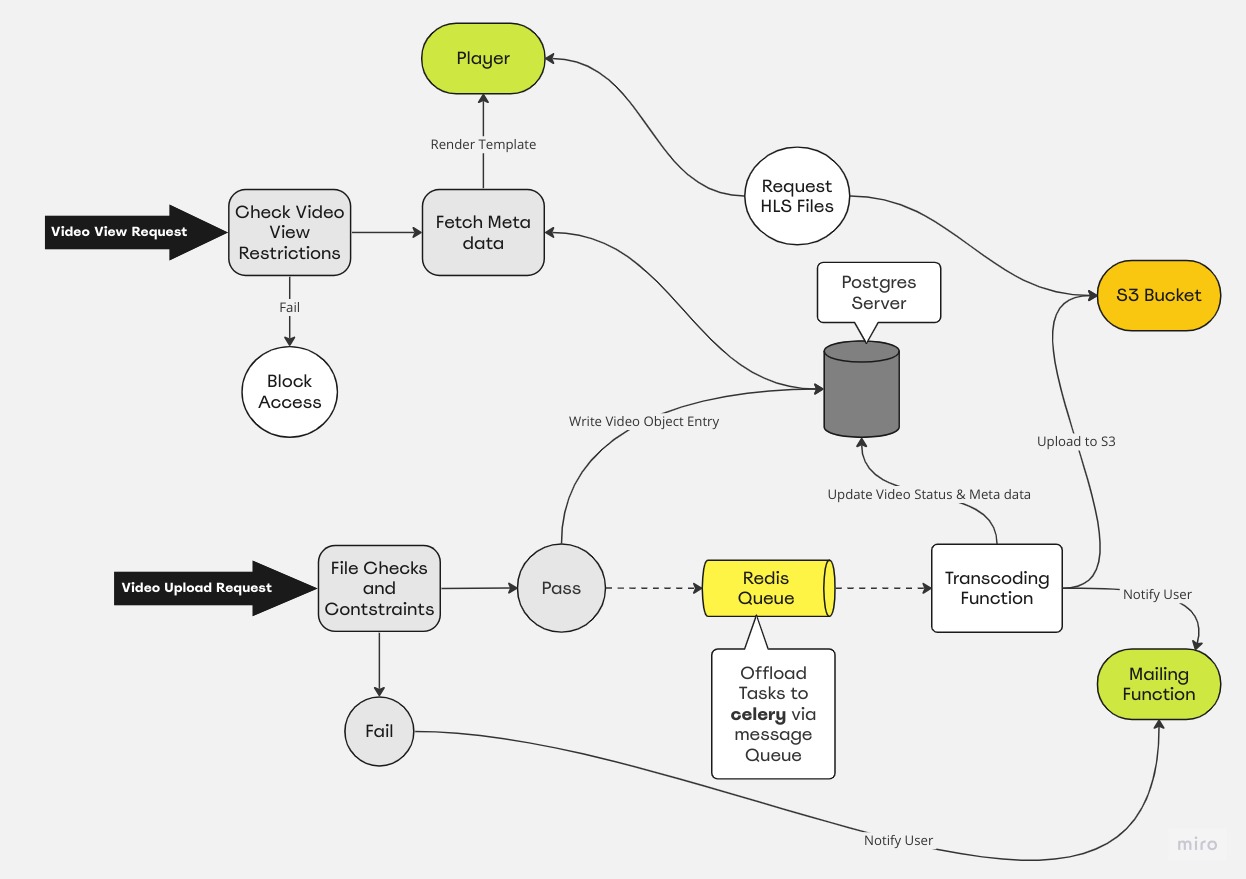 Player
Render Template
Request
HLS Files
Video View Request
Check Video
View
Restrictions
Fetch Meta
data
Postgres
Server
S3 Bucket
Fail
Block
Access
Write Video Object Entry
Upload to S3
Update Video Status & Meta data
Video Upload Request
File Checks
and
Contstraints
Pass
Redis
Queue
Transcoding
Function
Notify User
Offload
Tasks to
celery via
message
Queue
Mailing
Function
Fail
Notify User
miro